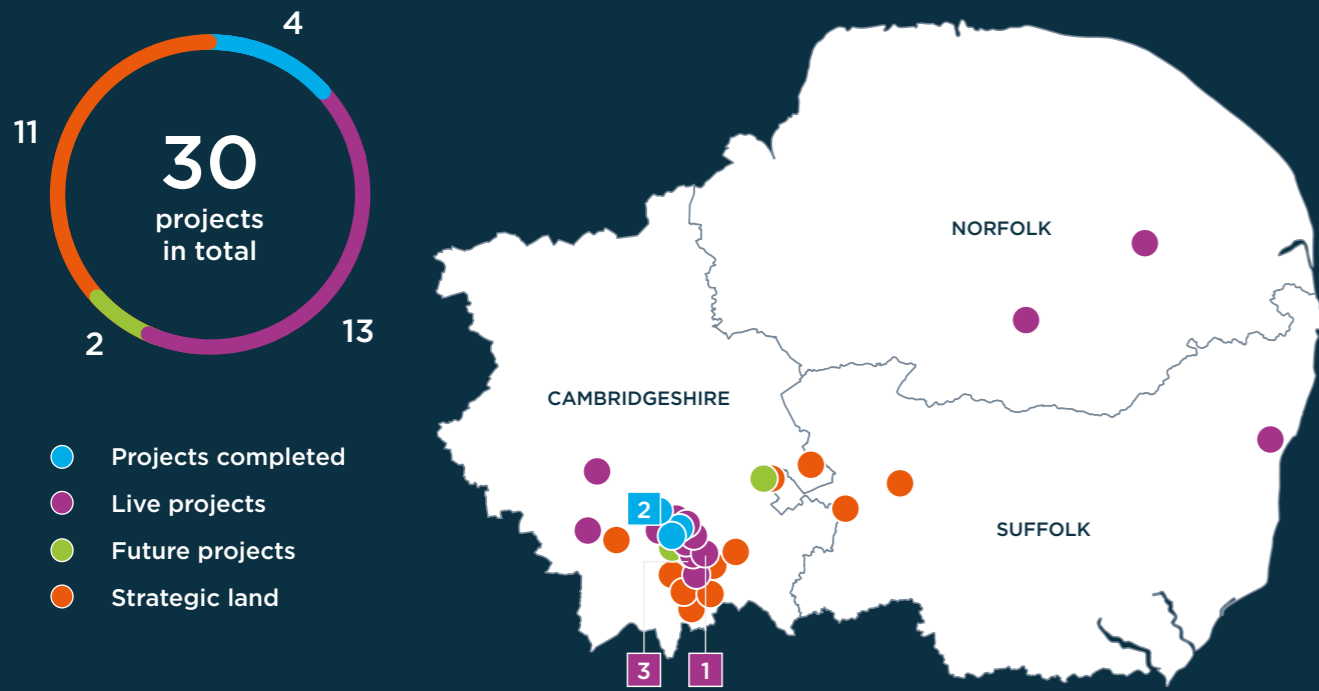 4
11
30
projects
in total
2
13
Projects completed
Live projects
Future projects
Strategic land
NORFOLK
CAMBRIDGESHIRE
SUFFOLK
2
3
1